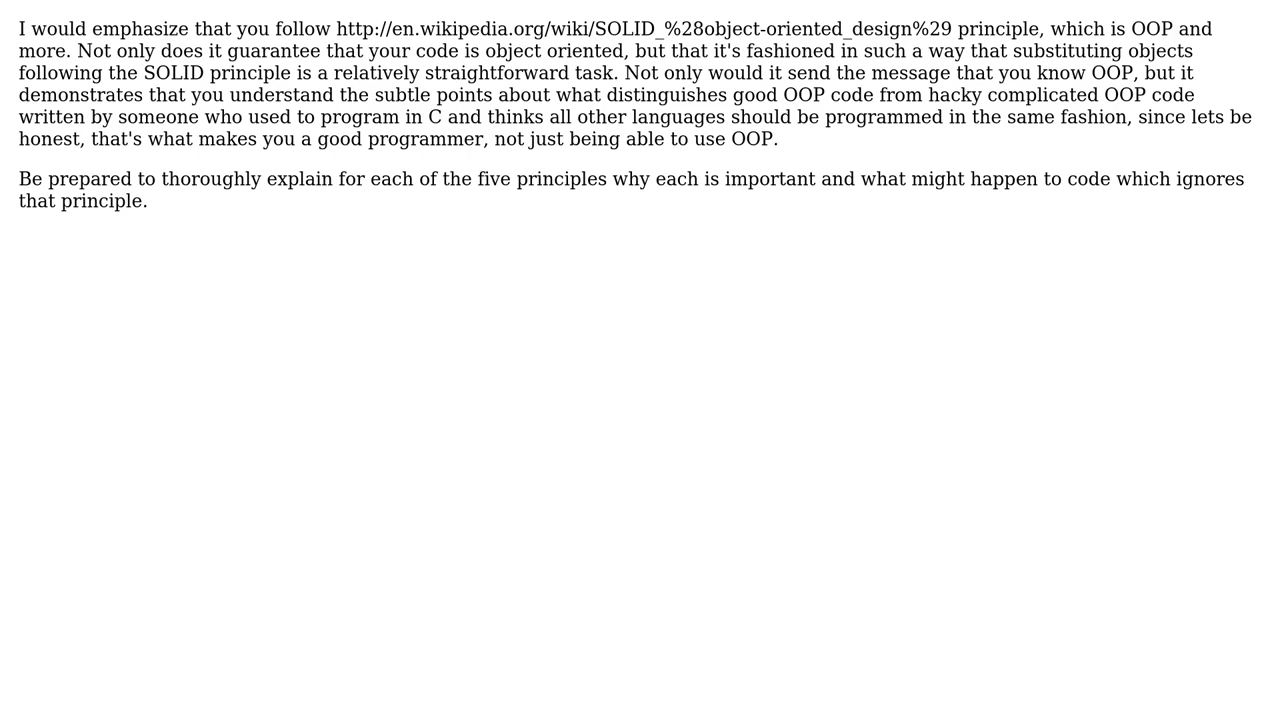 I would emphasize that you follow http://en.wikipedia.org/wiki/SOLID_%28object-oriented_design%29 principle, which is OOP and
more. Not only does it guarantee that your code is object oriented, but that it's fashioned in such a way that substituting objects
following the SOLID principle is a relatively straightforward task. Not only would it send the message that you know OOP, but it
demonstrates that you understand the subtle points about what distinguishes good OOP code from hacky complicated OOP code
written by someone who used to program in C and thinks all other languages should be programmed in the same fashion, since lets be
honest, that's what makes you a good programmer, not just being able to use OOP.
Be prepared to thoroughly explain for each of the five principles why each is important and what might happen to code which ignores
that principle.